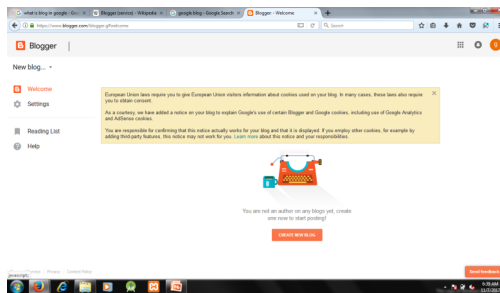 what is blog in google - Goo
Blogger (service) - Wikipedia
google blog - Google Search
Blogger - Welcome
https://www.blogger.com/blogger.g#welcome
Search
Blogger
New blog...
Welcome
Settings
Reading List
Help
European Union laws require you to give European Union visitors information about cookies used on your blog. In many cases, these laws also require
you to obtain consent.
As a courtesy, we have added a notice on your blog to explain Google's use of certain Blogger and Google cookies, including use of Google Analytics
and AdSense cookies.
You are responsible for confirming that this notice actually works for your blog and that it is displayed. If you employ other cookies, for example by
adding third-party features, this notice may not work for you. Learn more about this notice and your responsibilities.
You are not an author on any blogs yet, create
one now to start posting!
CREATE NEW BLOG
Privacy
Content Policy
Send feedback
6:38 AM